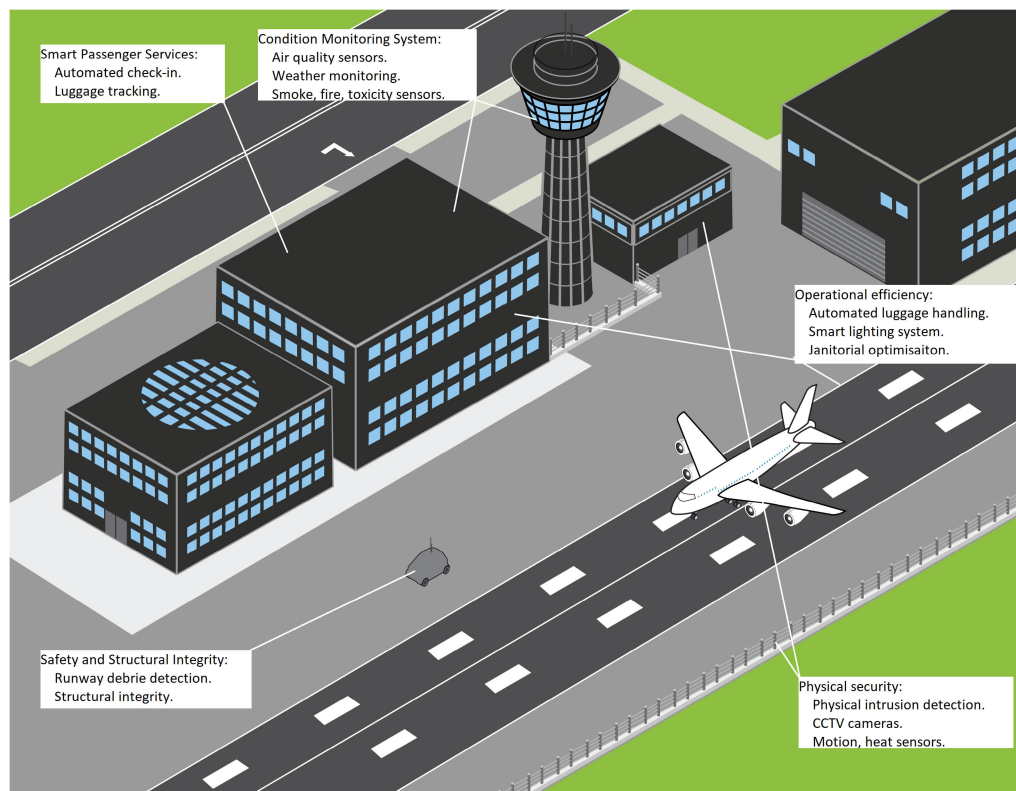 Smart Passenger Services:
Automated check-in.
Luggage tracking.
Condition Monitoring System:
Air quality sensors.
Weather monitoring.
Smoke, fire, toxicity sensors.
Operational efficiency:
Automated luggage handling.
Smart lighting system.
Janitorial optimisaiton.
Safety and Structural Integrity:
Runway debrie detection.
Structural integrity.
Physical security:
Physical intrusion detection.
CCTV cameras.
Motion, heat sensors.